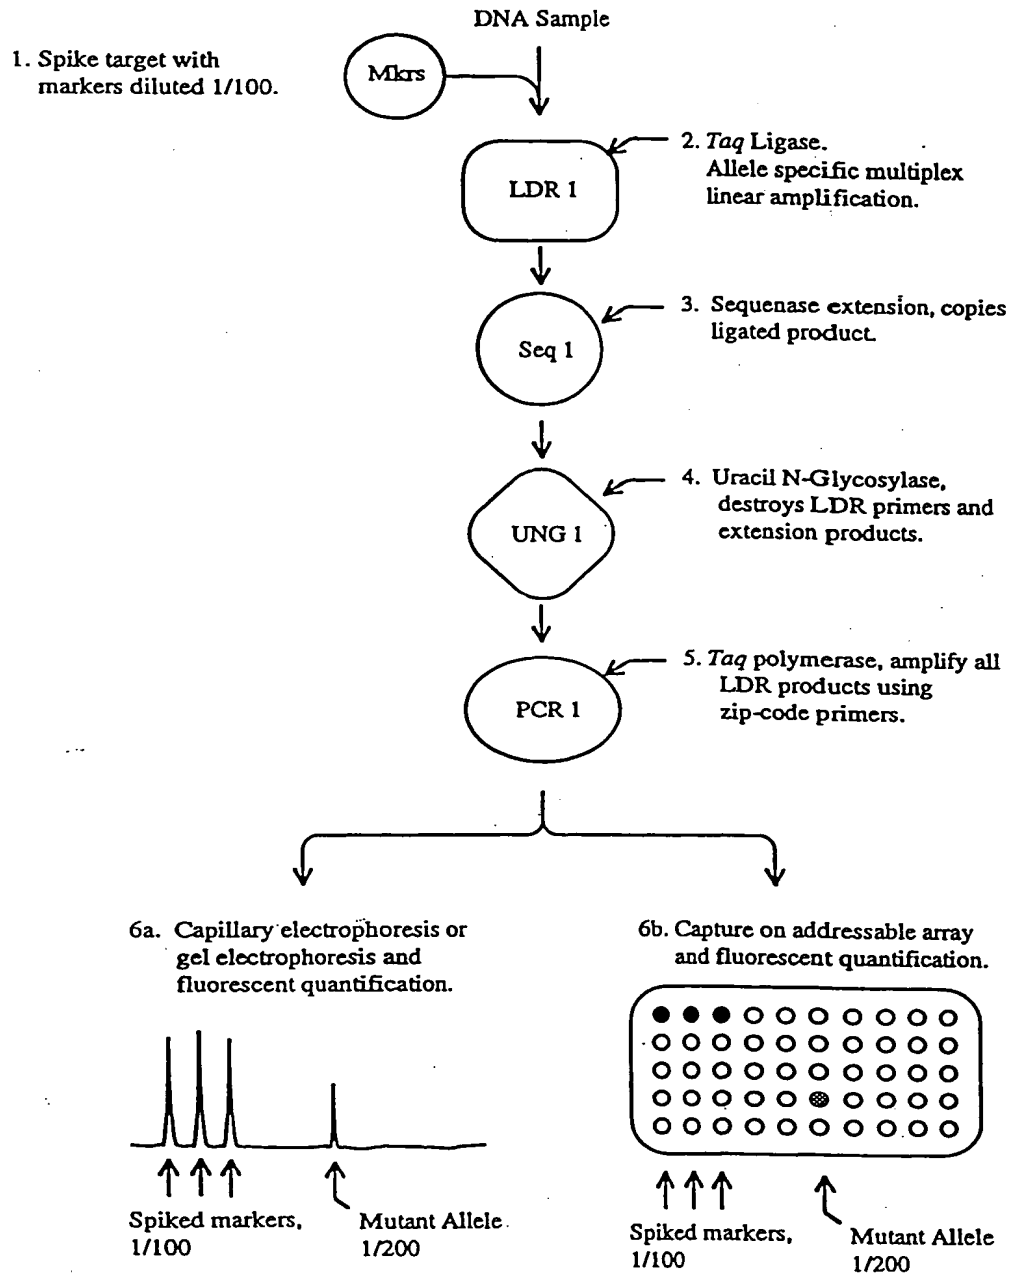 DNA Sample
1. Spike target with
markers diluted 1/100.
Mkrs
2. Taq Ligase.
Allele specific multiplex
linear amplification.
LDR 1
3. Sequenase extension, copies
ligated product.
Seq 1
4. Uracil N-Glycosylase,
destroys LDR primers and
extension products.
UNG 1
5. Taq polymerase, amplify all
LDR products using
zip-code primers.
PCR 1
6a. Capillary electrophoresis or
gel electrophoresis and
fluorescent quantification.
6b. Capture on addressable array
and fluorescent quantification.
Spiked markers,
1/100
Mutant Allele
1/200
Spiked markers,
1/100
Mutant Allele
1/200